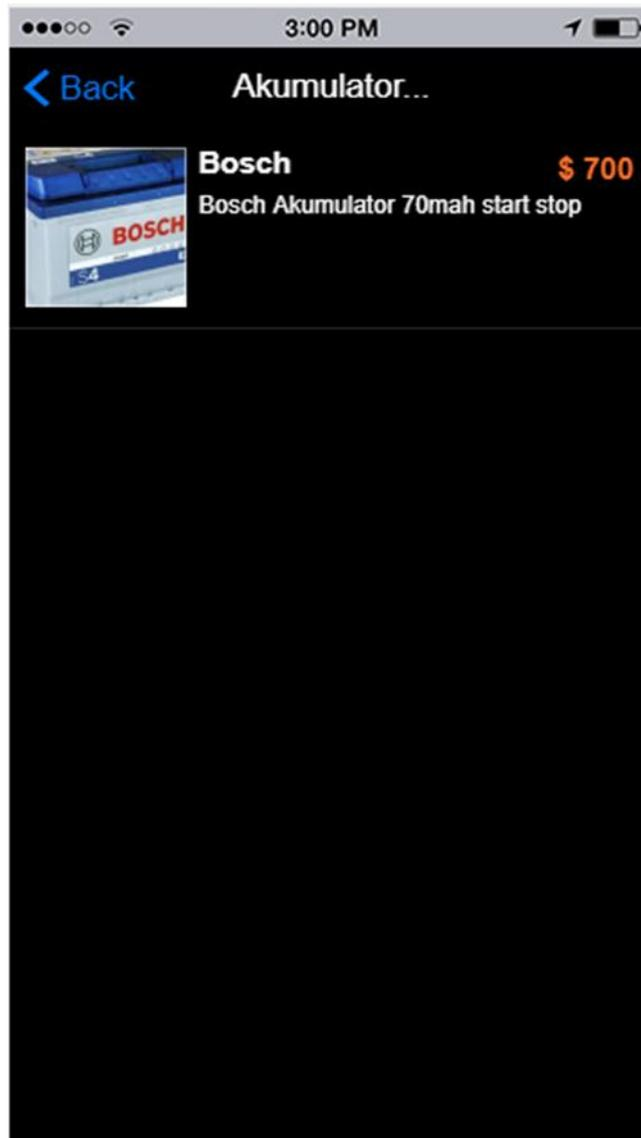 3:00 PM
Back
Akumulator...
Bosch
$ 700
Bosch Akumulator 70mah start stop
BOSCH
S4